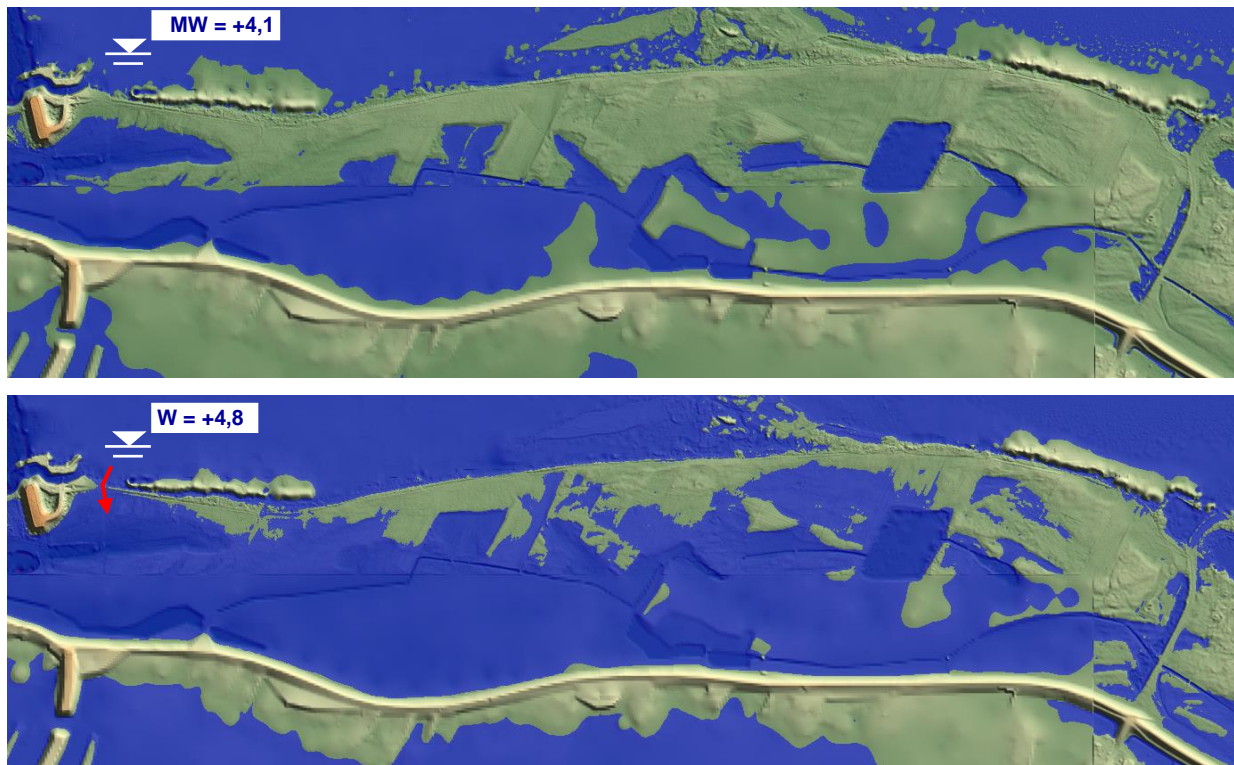 MW = +4,1
W = +4,8